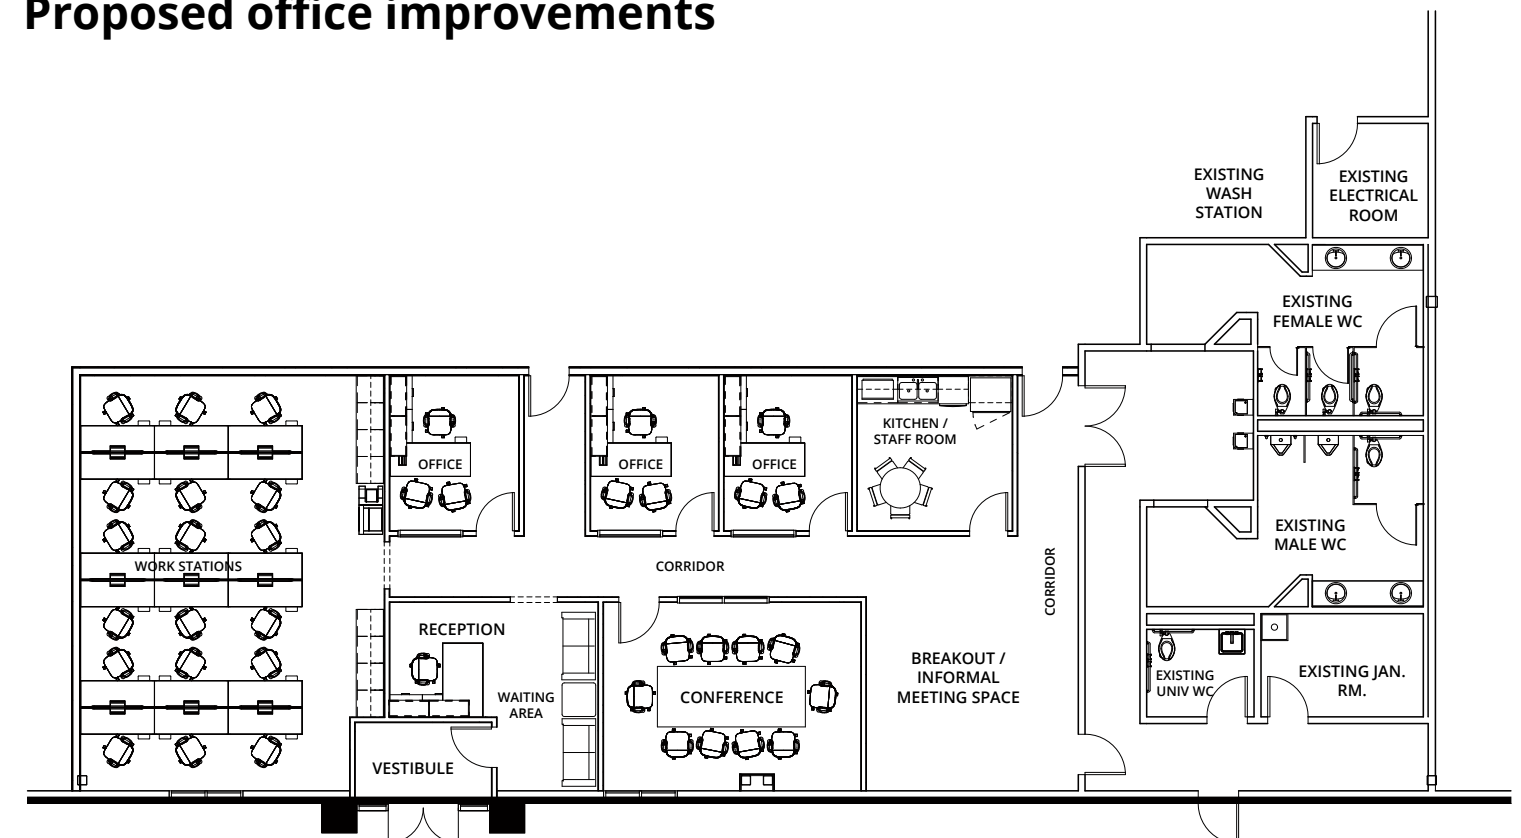 Proposed office improvements
EXISTING
WASH
STATION
EXISTING
ELECTRICAL
ROOM
EXISTING
FEMALE WC
KITCHEN /
STAFF ROOM
OFFICE
OFFICE
OFFICE
EXISTING
MALE WC
WORK STATIONS
CORRIDOR
CORRIDOR
RECEPTION
WAITING
AREA
CONFERENCE
BREAKOUT /
INFORMAL
MEETING SPACE
EXISTING
UNIV WC
EXISTING JAN.
RM.
VESTIBULE